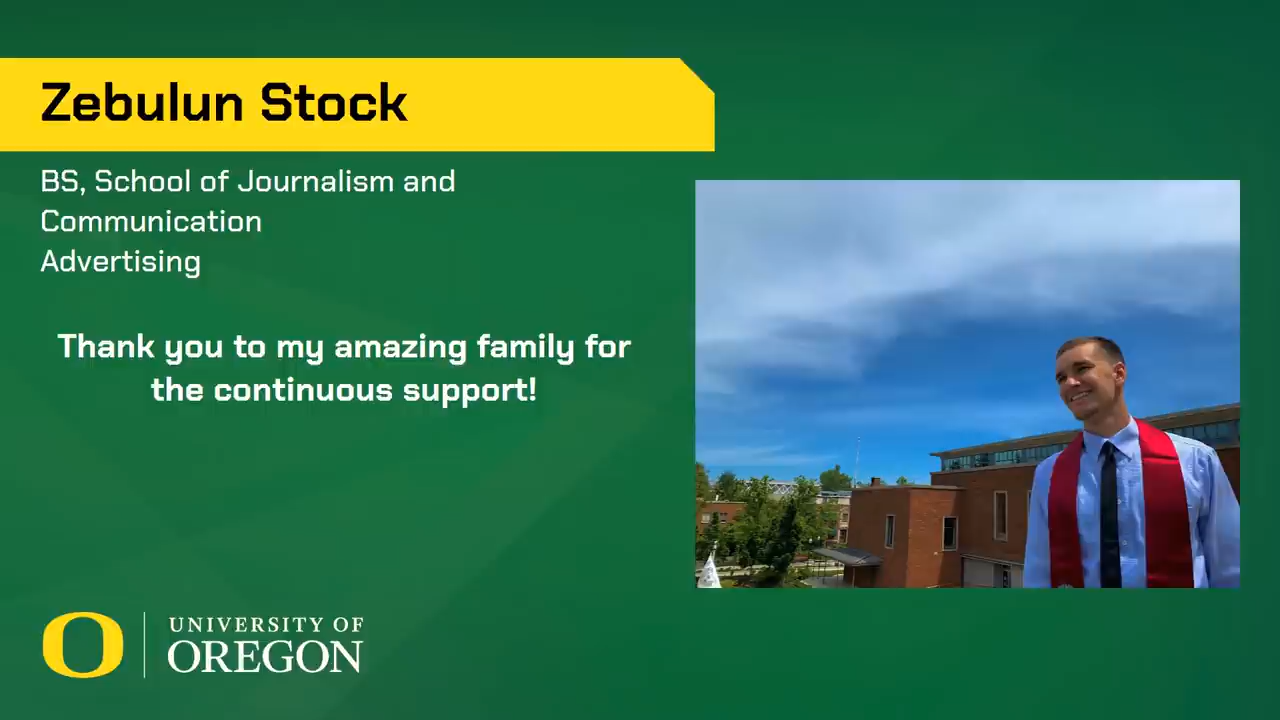 Zebulun Stock
BS, School of Journalism and
Communication
Advertising
Thank you to my amazing family for
the continuous support!
UNIVERSITY OF
OREGON